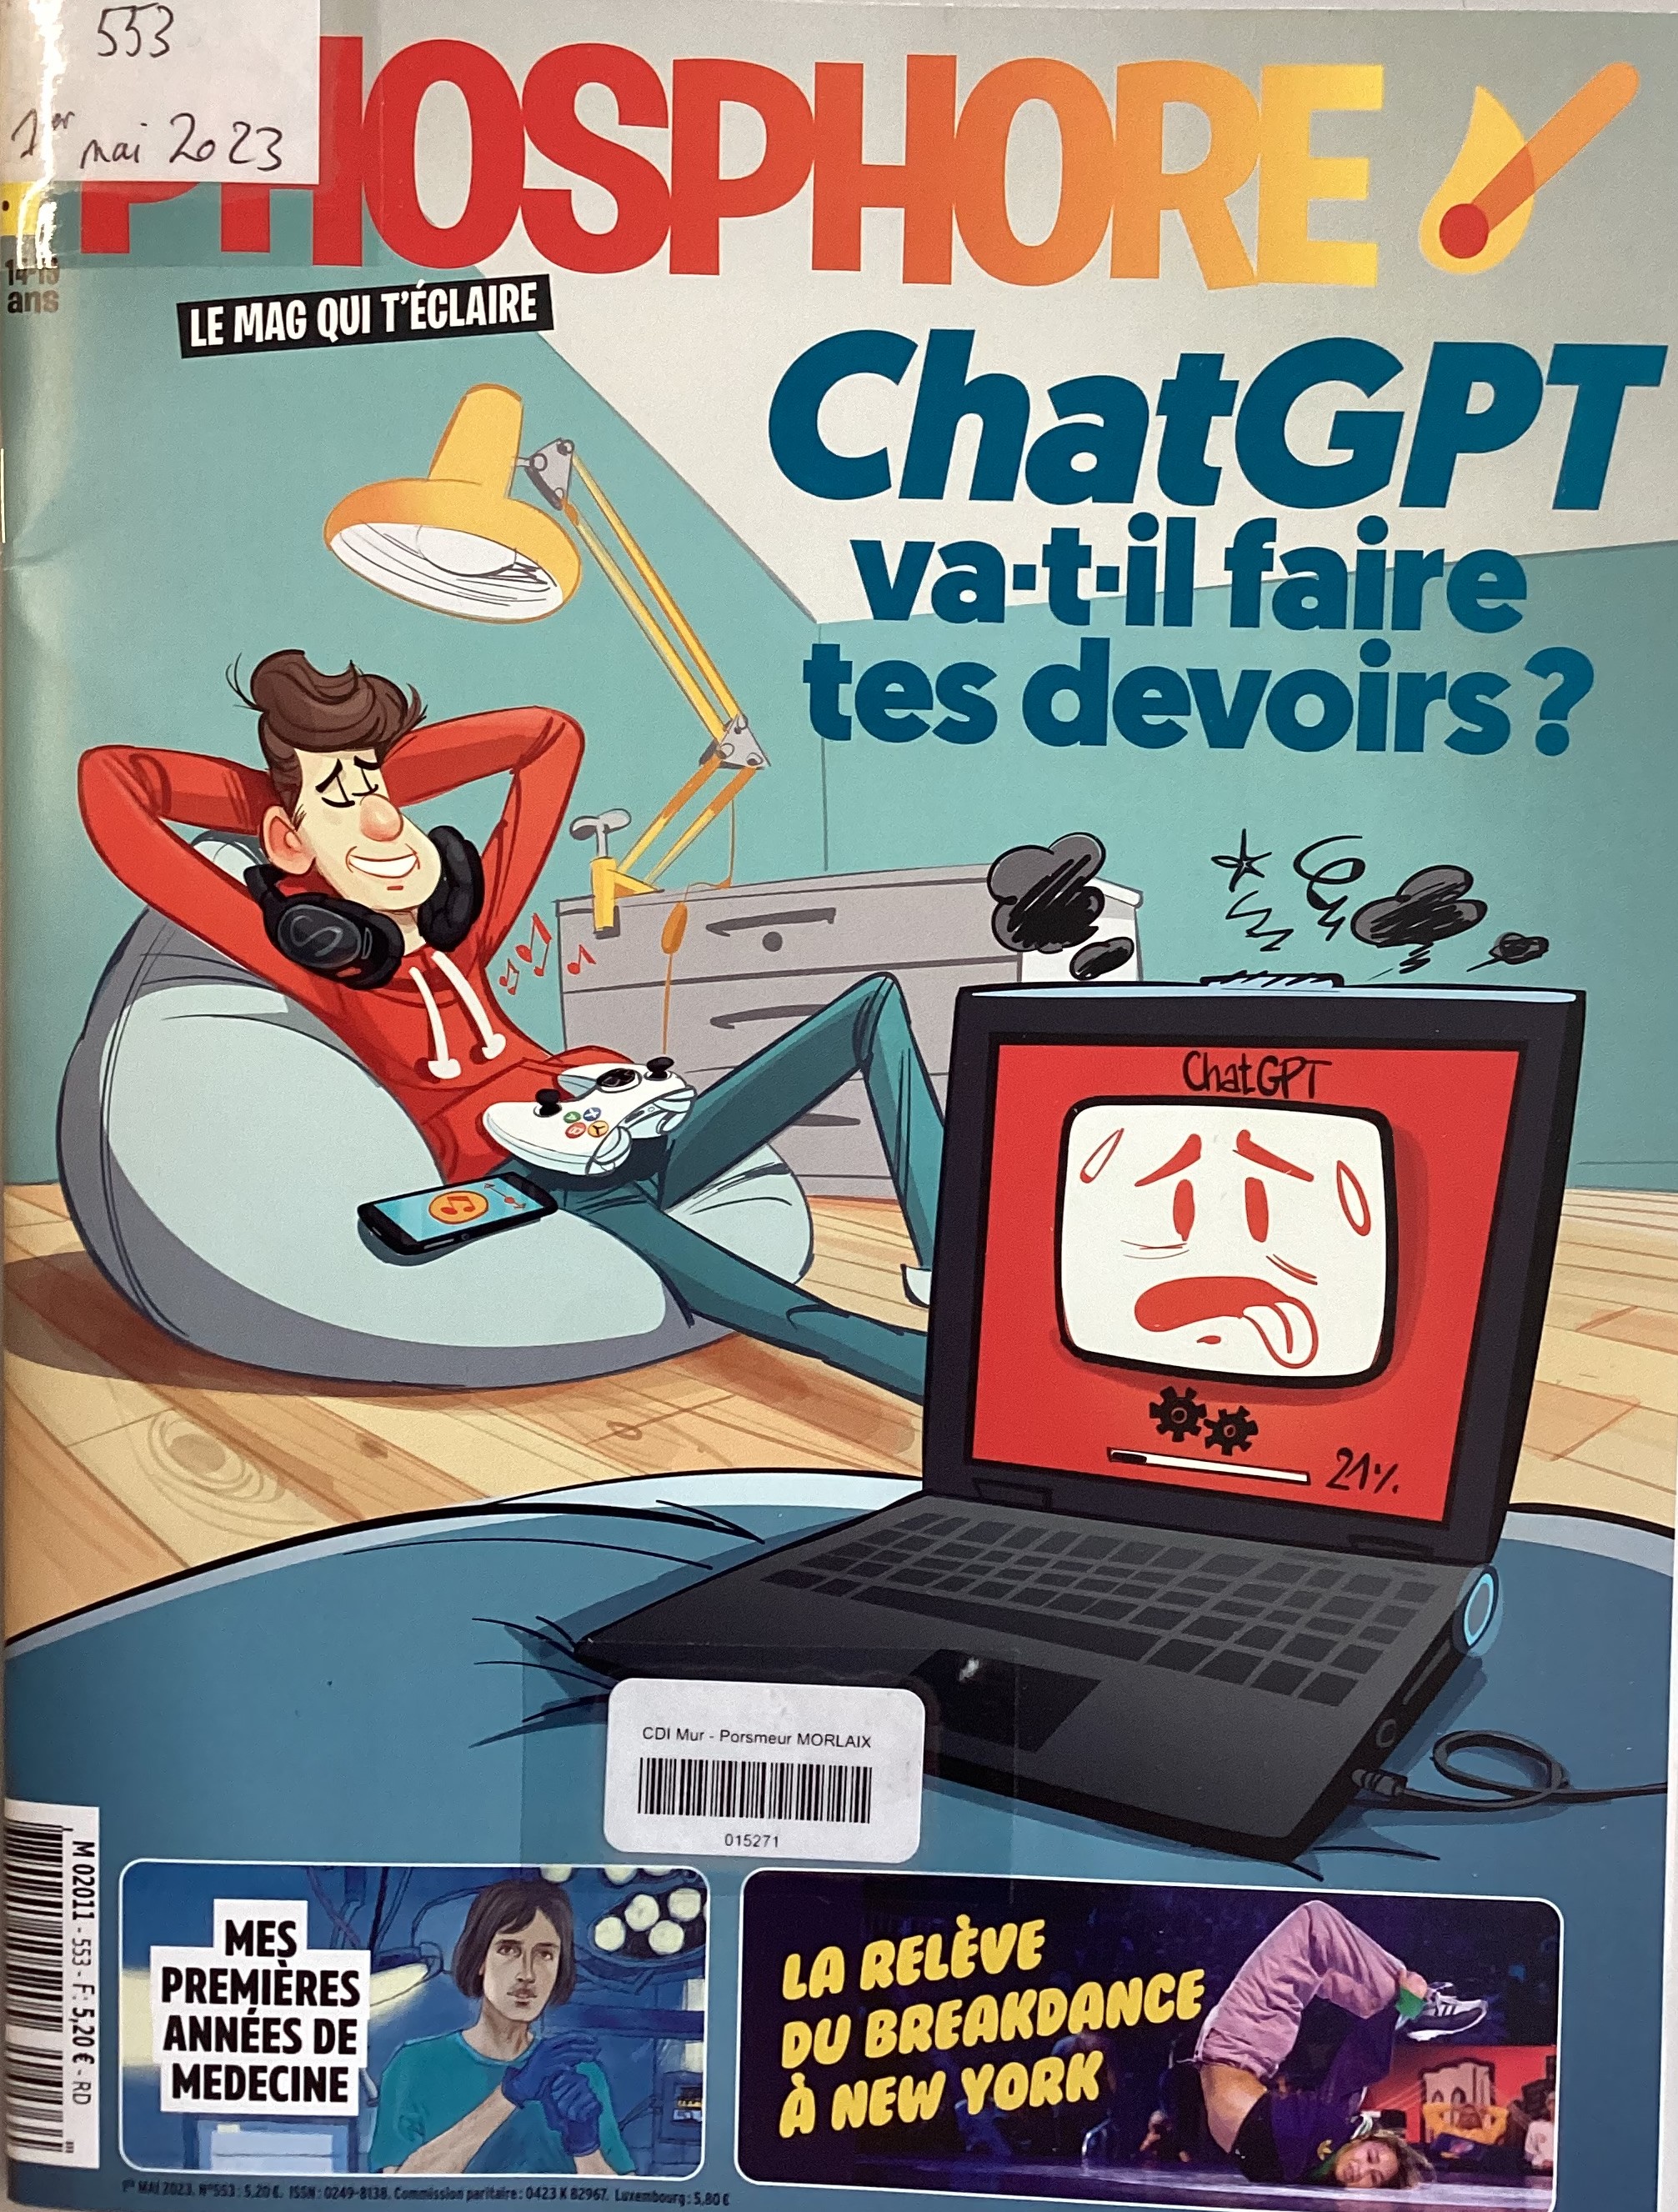 553
1er mai 2023
PHOSPHORE
14-19
ans
LE MAG QUI T'ÉCLAIRE
ChatGPT
va-t-il faire
tes devoirs ?
ChatGPT
21%
CDI Mur - Porsmeur MORLAIX
015271
M 02011 - 553 - F: 5,20 € - RD
MES
PREMIÈRES
ANNÉES DE
MEDECINE
LA RELÈVE
DU BREAKDANCE
À NEW YORK
1er MAI 2023. N°553 : 5,20 €. ISSN : 0249-8138. Commission paritaire : 0423 K 82967. Luxembourg : 5,80 €